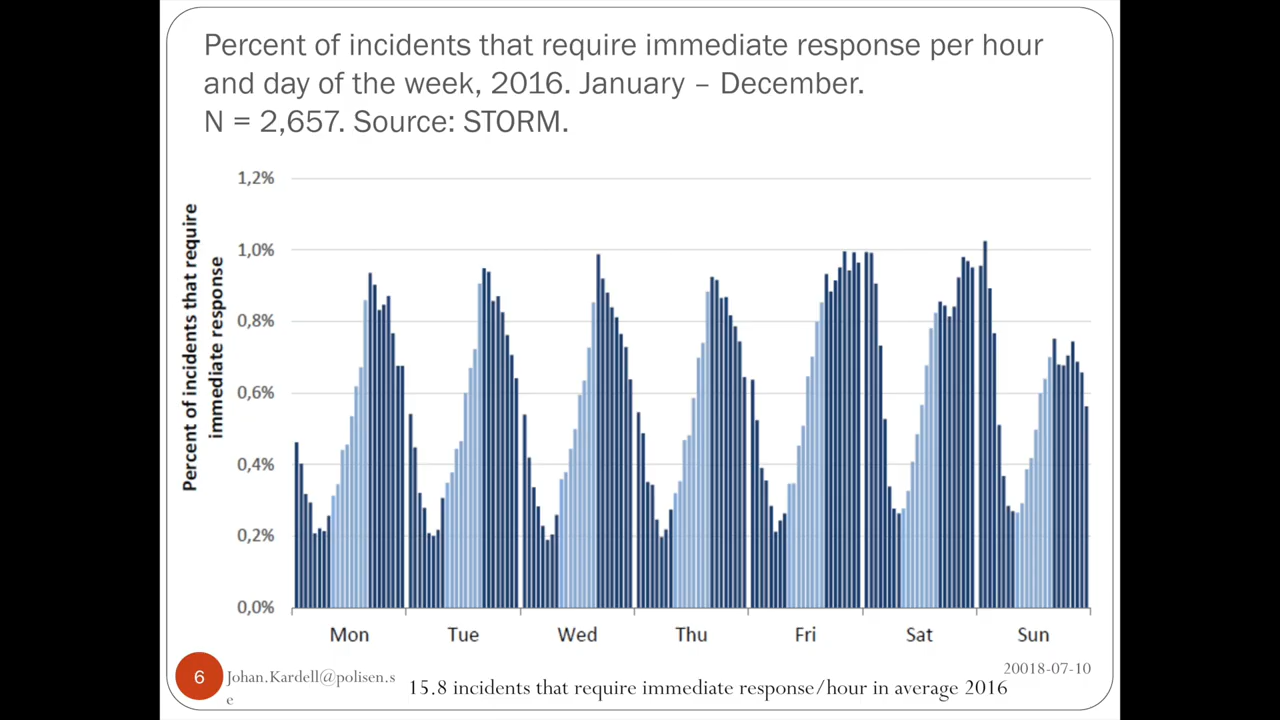 Percent of incidents that require immediate response per hour
and day of the week, 2016. January – December.
N = 2,657. Source: STORM.
Percent of incidents that require
immediate response
1,2%
1,0%
0,8%
0,6%
0,4%
0,2%
0,0%
Mon Tue Wed Thu Fri Sat Sun
6
Johan.Kardell@polisen.s
e
15.8 incidents that require immediate response/hour in average 2016
20018-07-10